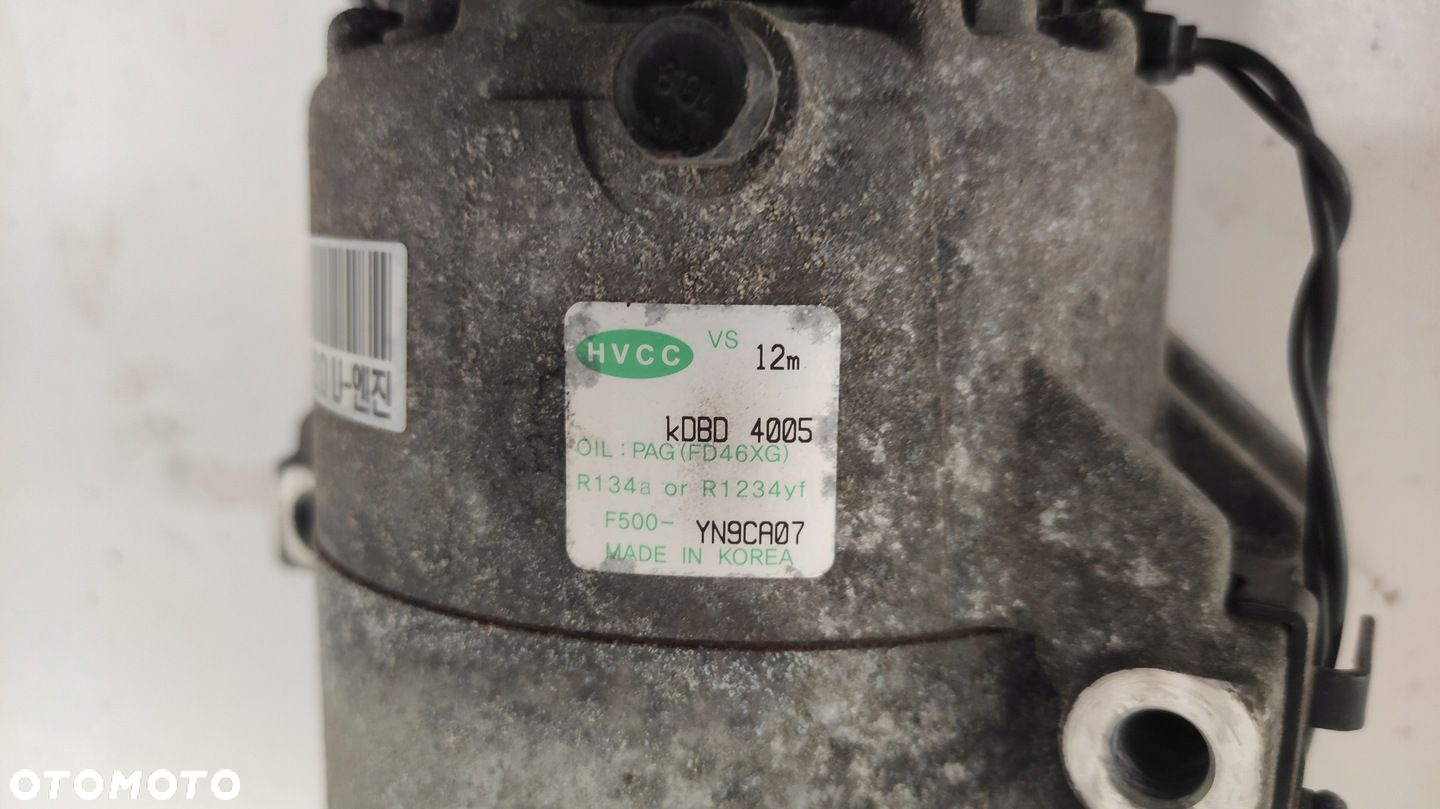 HVCC VS 12m
kDBD 4005
OIL : PAG(FD46XG)
R134a or R1234yf
F500- YN9CA07
MADE IN KOREA
U-엔진
OTOMOTO